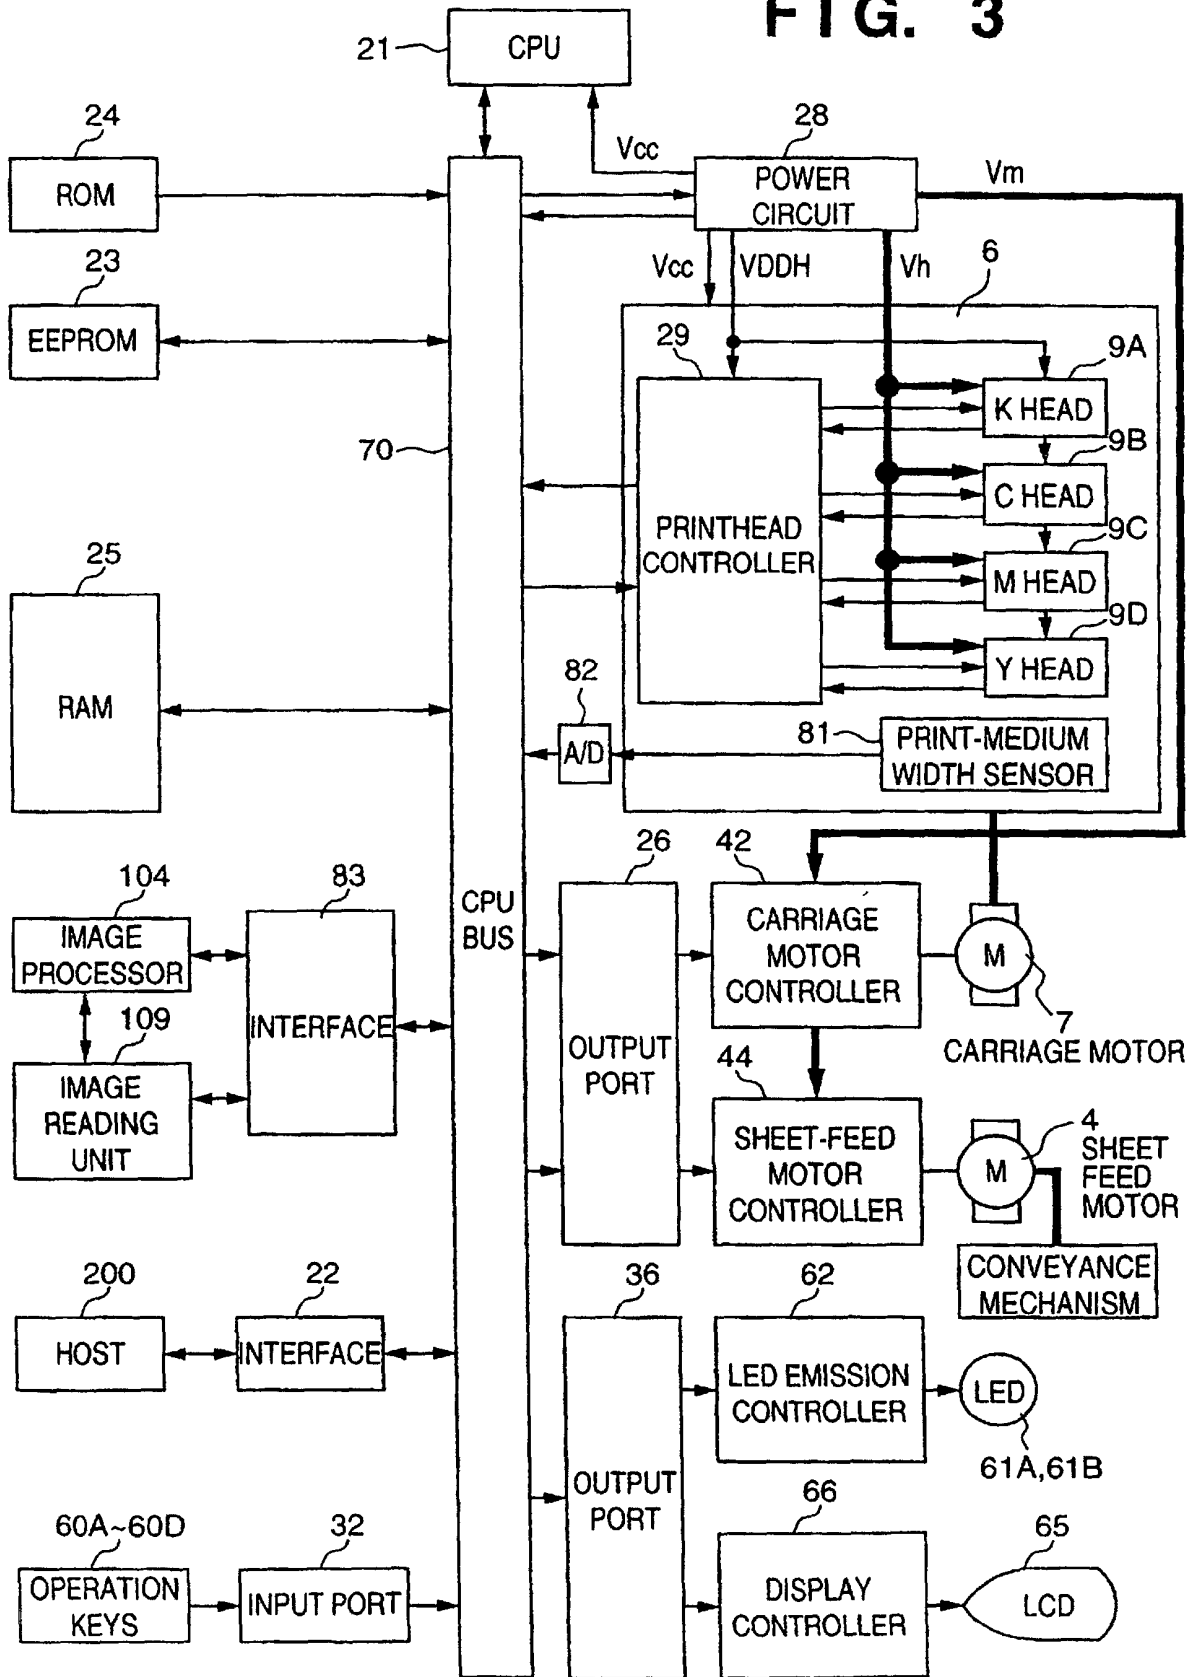 FIG. 3
21
CPU
24
ROM
Vcc
28
POWER
CIRCUIT
Vm
23
EEPROM
Vcc
VDDH
Vh
6
29
9A
K HEAD
9B
C HEAD
9C
M HEAD
9D
Y HEAD
70
PRINTHEAD
CONTROLLER
25
RAM
82
A/D
81
PRINT-MEDIUM
WIDTH SENSOR
104
IMAGE
PROCESSOR
83
INTERFACE
109
IMAGE
READING
UNIT
CPU
BUS
26
OUTPUT
PORT
42
CARRIAGE
MOTOR
CONTROLLER
M
7
CARRIAGE MOTOR
44
SHEET-FEED
MOTOR
CONTROLLER
M
4
SHEET
FEED
MOTOR
CONVEYANCE
MECHANISM
200
HOST
22
INTERFACE
36
OUTPUT
PORT
62
LED EMISSION
CONTROLLER
LED
61A,61B
60A~60D
OPERATION
KEYS
32
INPUT PORT
66
DISPLAY
CONTROLLER
65
LCD